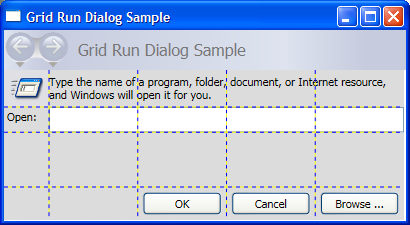 Grid Run Dialog Sample
Grid Run Dialog Sample
Type the name of a program, folder, document, or Internet resource,
and Windows will open it for you.
Open:
OK Cancel Browse ...